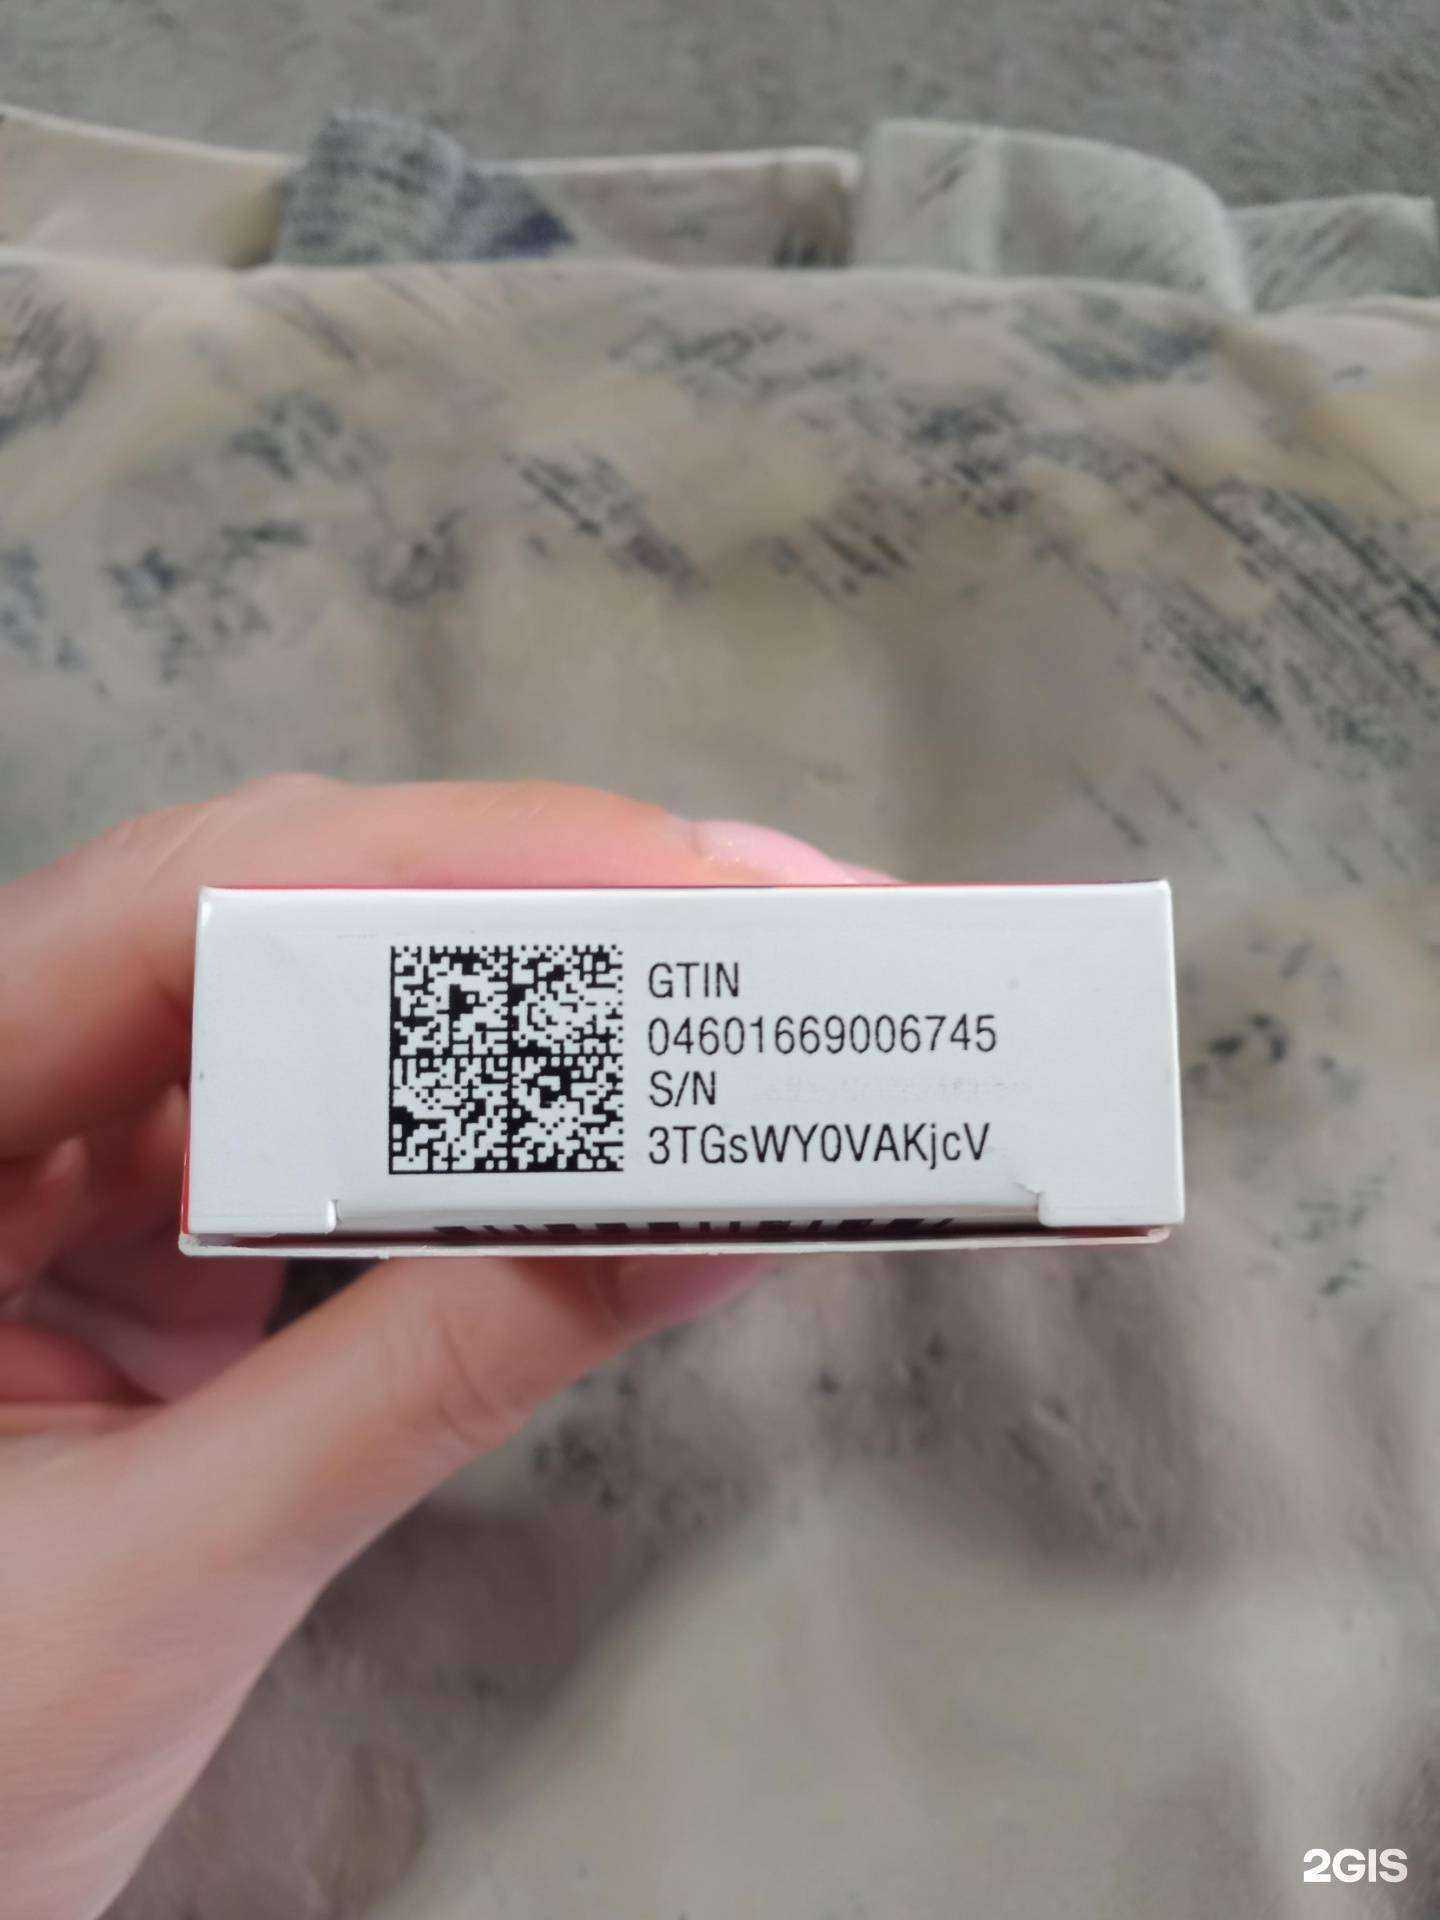 GTIN
04601669006745
S/N
3TGsWY0VAKjcV
2GIS